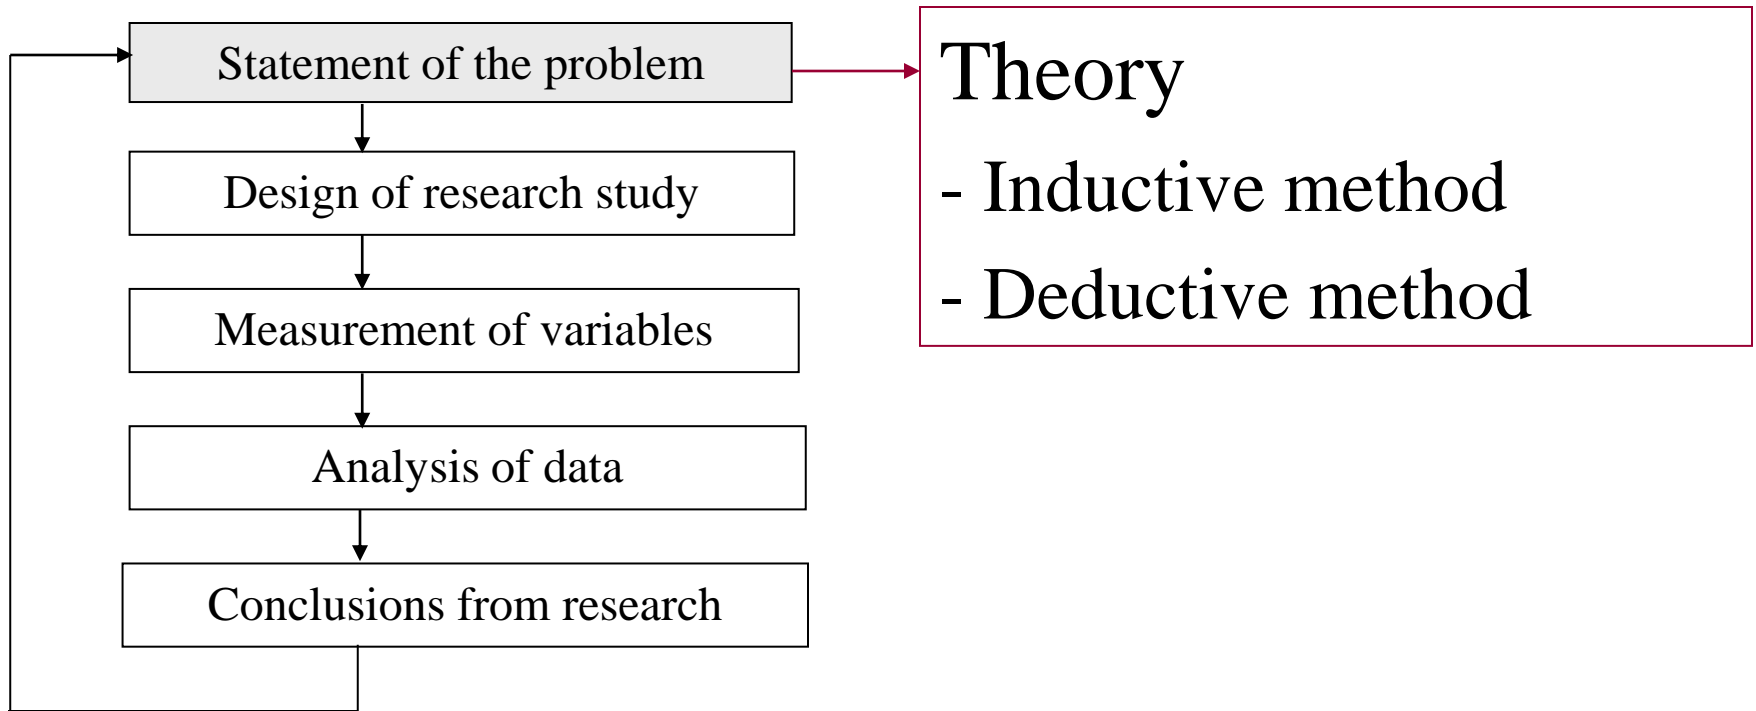 Statement of the problem
Design of research study
Measurement of variables
Analysis of data
Conclusions from research
Theory
- Inductive method
- Deductive method